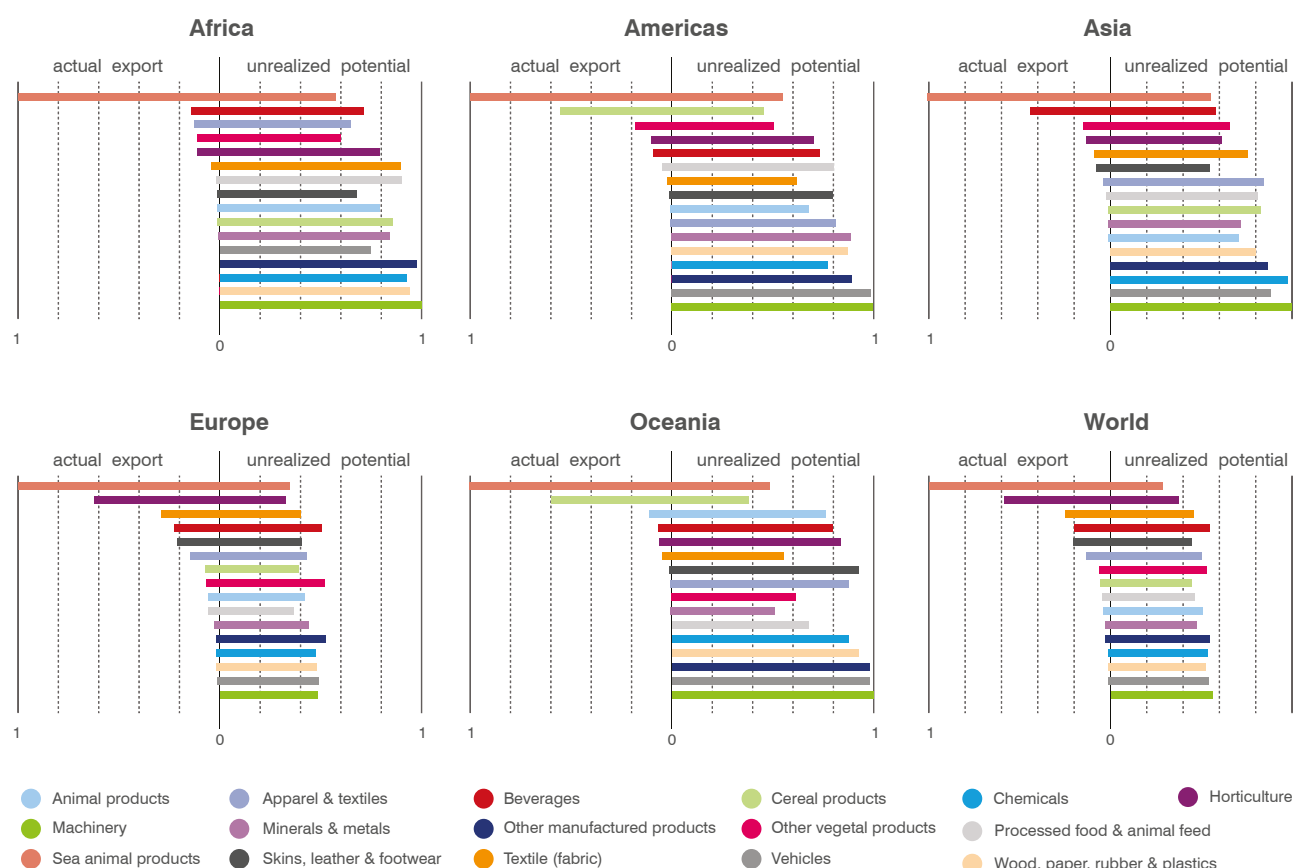 Africa Americas Asia
actual export unrealized potential actual export unrealized potential actual export unrealized potential
1 0 1 1 0 1 1 0
Europe Oceania World
actual export unrealized potential actual export unrealized potential actual export unrealized potential
1 0 1 1 0 1 1 0
Animal products Apparel & textiles Beverages Cereal products Chemicals Horticulture
Machinery Minerals & metals Other manufactured products Other vegetal products Processed food & animal feed
Sea animal products Skins, leather & footwear Textile (fabric) Vehicles Wood, paper, rubber & plastics